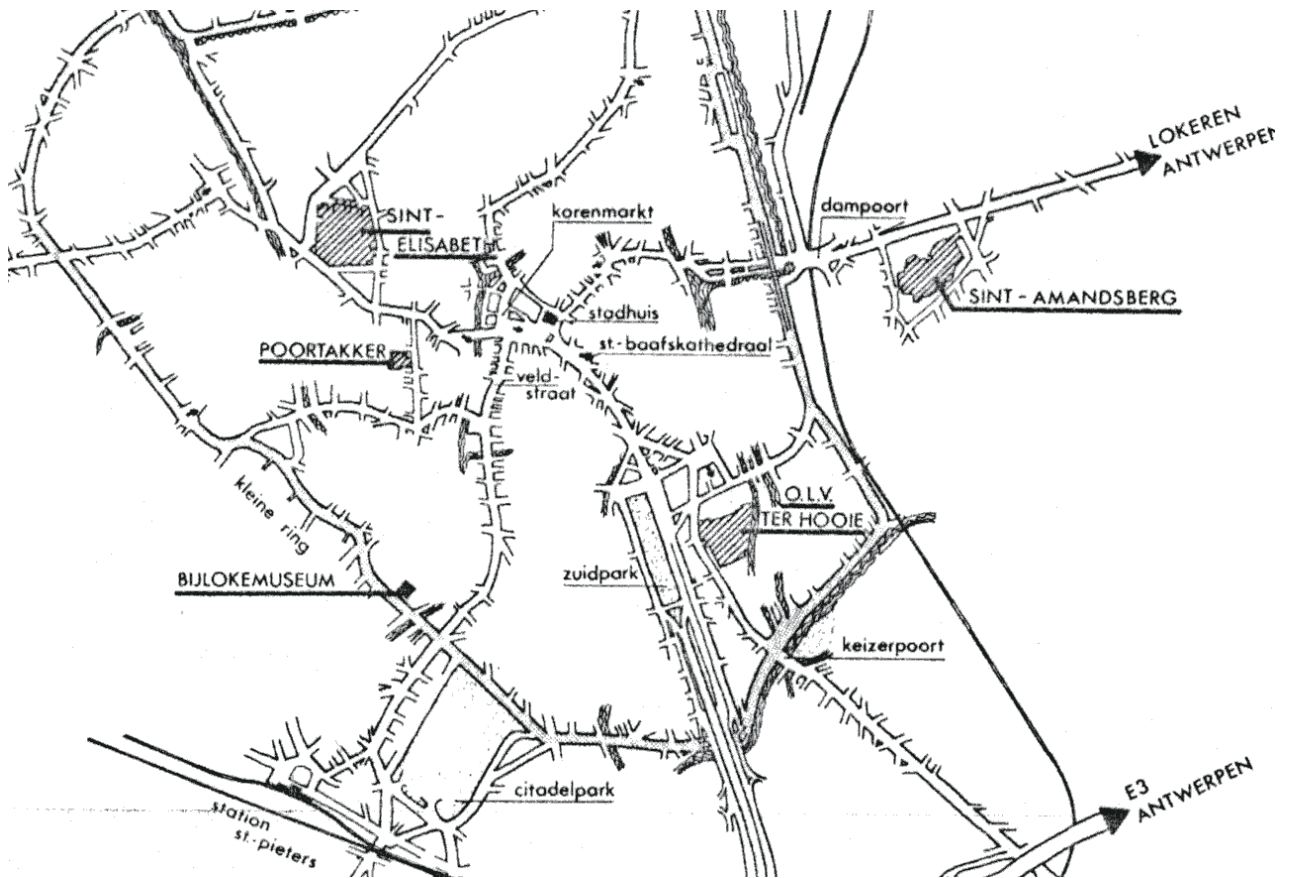 LOKEREN
ANTWERPEN
korenmarkt
dampoort
SINT-
ELISABETH
SINT-AMANDSBERG
stadhuis
POORTAKKER
st.-baafskathedraal
veld-
straat
kleine ring
O.L.V.
TER HOOIE
BIJLOKEMUSEUM
zuidpark
keizerpoort
E3
ANTWERPEN
citadelpark
station
st.-pieters